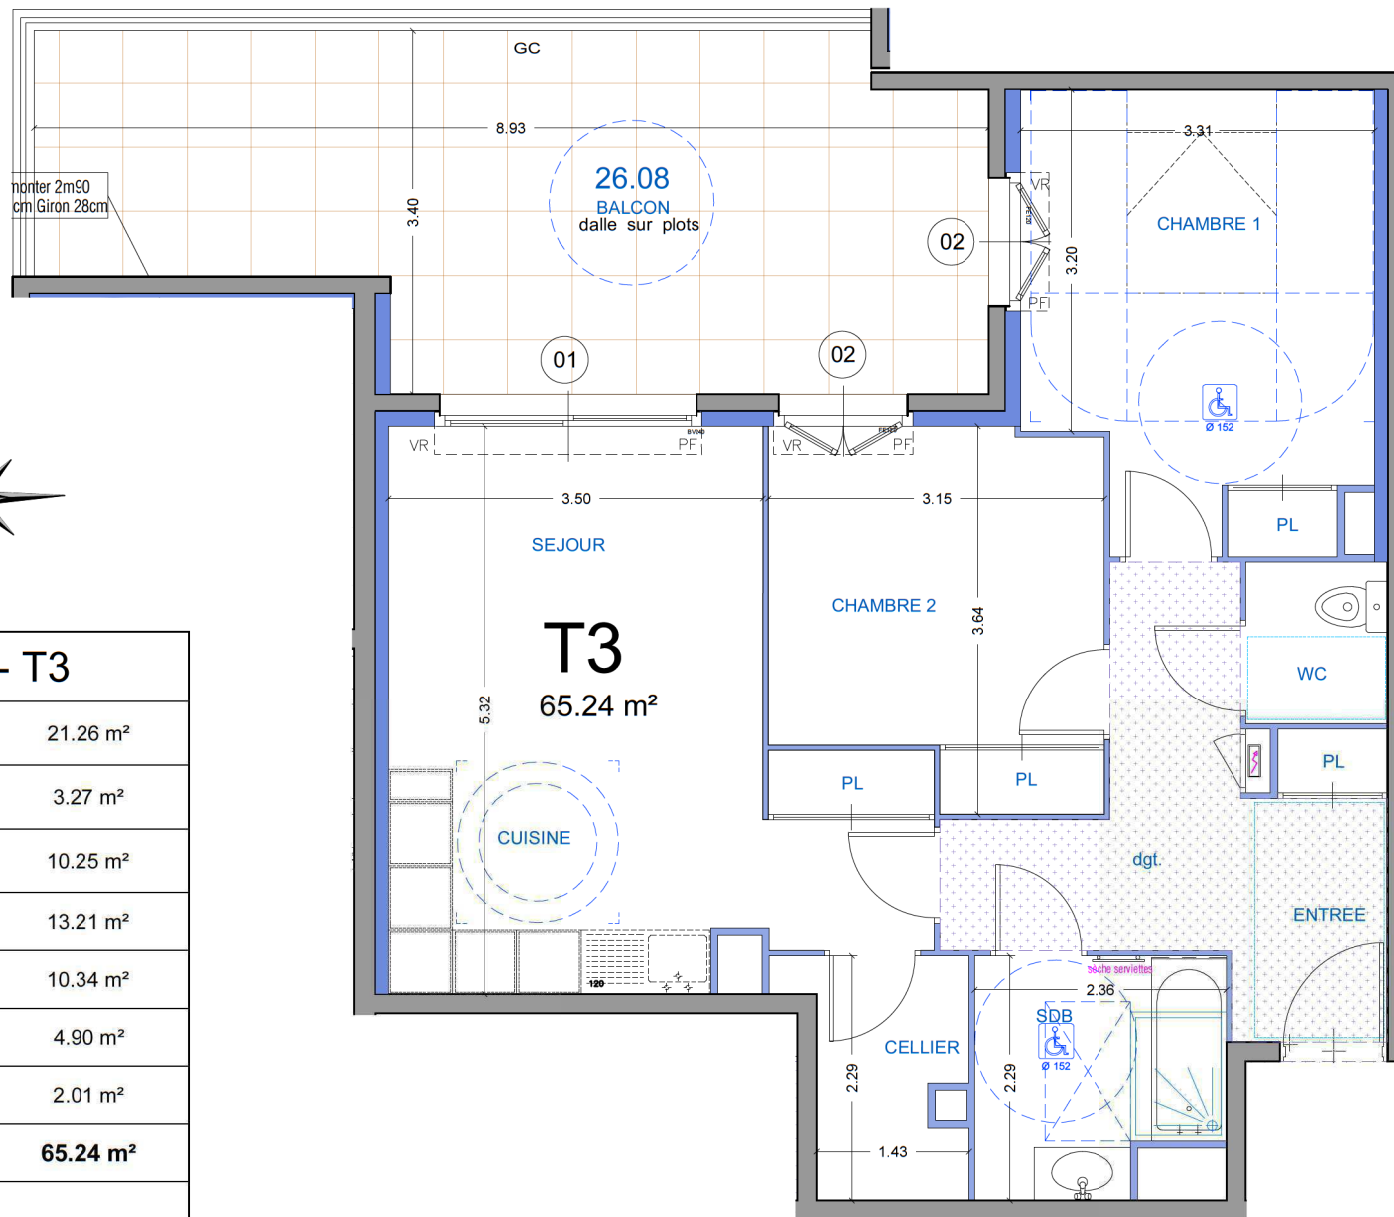 GC
8.93
3.31
26.08
BALCON
dalle sur plots
monter 2m90
cm Giron 28cm
3.40
VR
02
PF
3.20
CHAMBRE 1
Ø 152
01
02
VR
PF
VR
PF
3.50
3.15
PL
SEJOUR
CHAMBRE 2
3.64
T3
65.24 m²
5.32
WC
PL
PL
PL
CUISINE
dgt.
ENTREE
120
sèche serviettes
2.36
SDB
Ø 152
CELLIER
2.29
2.29
1.43
- T3
21.26 m²
3.27 m²
10.25 m²
13.21 m²
10.34 m²
4.90 m²
2.01 m²
65.24 m²